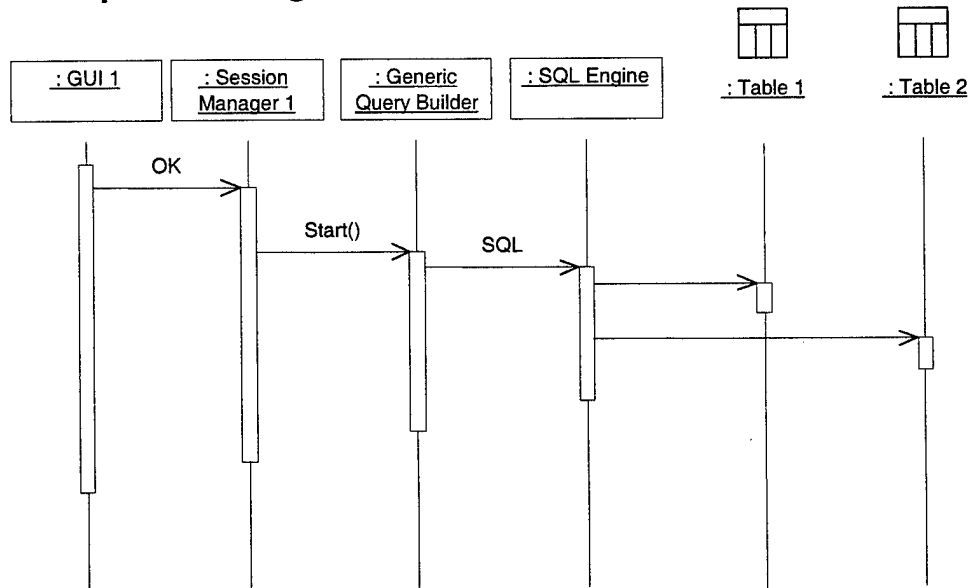 : GUI 1
: Session
Manager 1
: Generic
Query Builder
: SQL Engine
: Table 1
: Table 2
OK
Start()
SQL